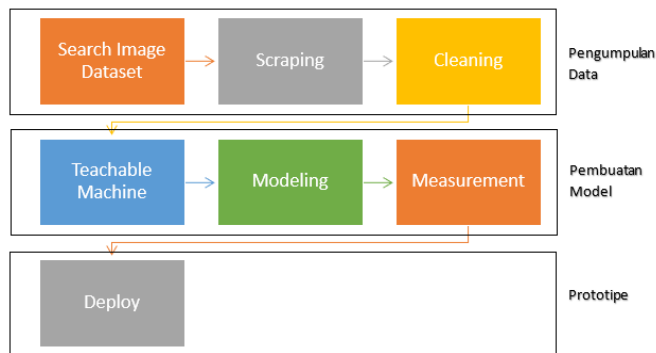 Search Image
Dataset
Scraping
Cleaning
Pengumpulan
Data
Teachable
Machine
Modeling
Measurement
Pembuatan
Model
Deploy
Prototipe